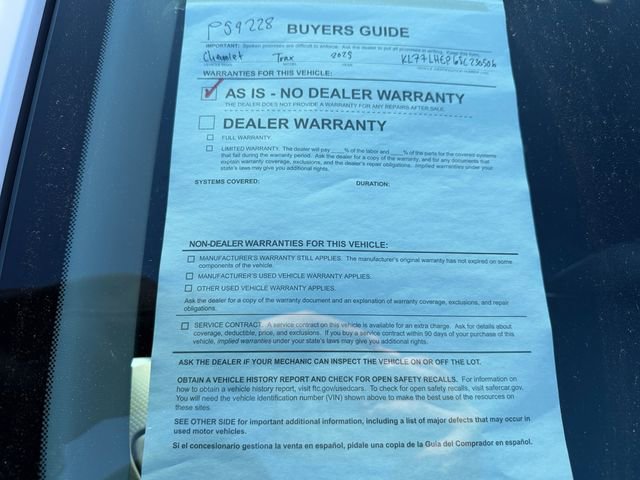 PS9228 BUYERS GUIDE
IMPORTANT: Spoken promises are difficult to enforce. Ask the dealer to put all promises in writing. Keep this form.
Chevrolet Trax 2025
VEHICLE MAKE MODEL YEAR VEHICLE IDENTIFICATION NUMBER (VIN)
WARRANTIES FOR THIS VEHICLE:
AS IS - NO DEALER WARRANTY
THE DEALER DOES NOT PROVIDE A WARRANTY FOR ANY REPAIRS AFTER SALE.
DEALER WARRANTY
FULL WARRANTY.
LIMITED WARRANTY. The dealer will pay ____% of the labor and ____% of the parts for the covered systems
that fail during the warranty period. Ask the dealer for a copy of the warranty, and for any documents that
explain warranty coverage, exclusions, and the dealer's repair obligations. Implied warranties under your
state's laws may give you additional rights.
SYSTEMS COVERED: DURATION:
NON-DEALER WARRANTIES FOR THIS VEHICLE:
MANUFACTURER'S WARRANTY STILL APPLIES. The manufacturer's original warranty has not expired on some
components of the vehicle.
MANUFACTURER'S USED VEHICLE WARRANTY APPLIES.
OTHER USED VEHICLE WARRANTY APPLIES.
Ask the dealer for a copy of the warranty document and an explanation of warranty coverage, exclusions, and repair
obligations.
SERVICE CONTRACT. A service contract on this vehicle is available for an extra charge. Ask for details about
coverage, deductible, price, and exclusions. If you buy a service contract within 90 days of your purchase of this
vehicle, implied warranties under your state's laws may give you additional rights.
ASK THE DEALER IF YOUR MECHANIC CAN INSPECT THE VEHICLE ON OR OFF THE LOT.
OBTAIN A VEHICLE HISTORY REPORT AND CHECK FOR OPEN SAFETY RECALLS. For information on
how to obtain a vehicle history report, visit ftc.gov/usedcars. To check for open safety recalls, visit safercar.gov.
You will need the vehicle identification number (VIN) shown above to make the best use of the resources on
these sites.
SEE OTHER SIDE for important additional information, including a list of major defects that may occur in
used motor vehicles.
Si el concesionario gestiona la venta en español, pídale una copia de la Guía del Comprador en español.